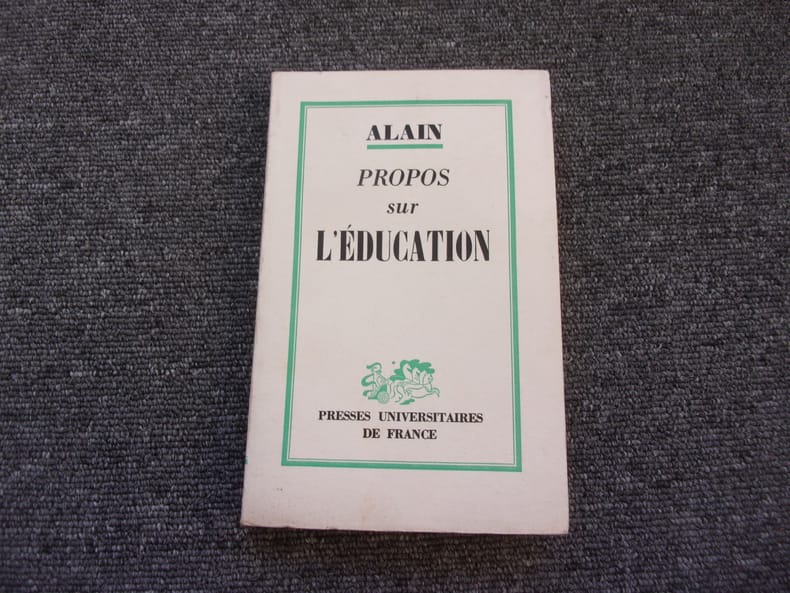 ALAIN
PROPOS
sur
L'ÉDUCATION
PRESSES UNIVERSITAIRES
DE FRANCE